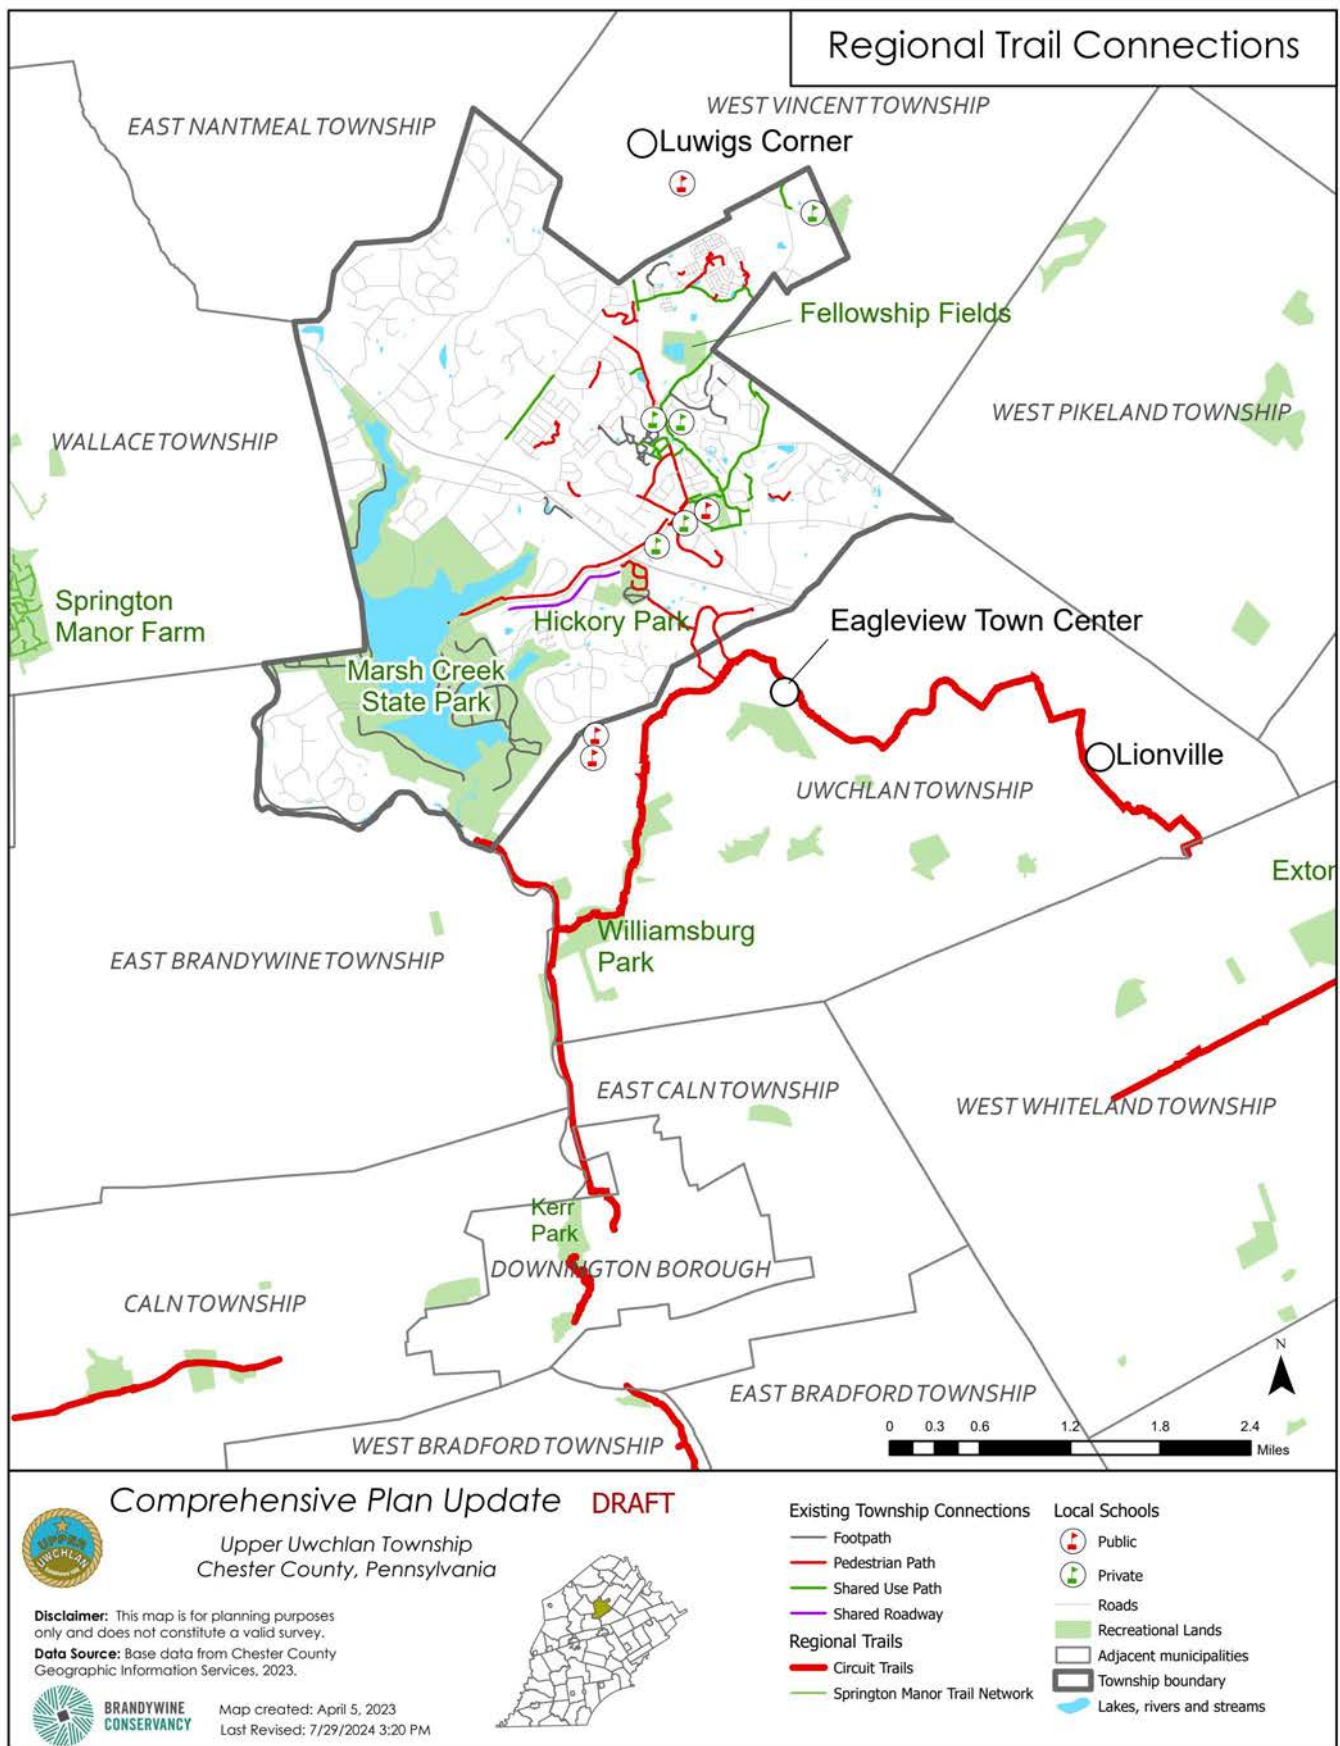 Regional Trail Connections
WEST VINCENT TOWNSHIP
EAST NANTMEAL TOWNSHIP
Luwigs Corner
Fellowship Fields
WEST PIKELAND TOWNSHIP
WALLACE TOWNSHIP
Springton
Manor Farm
Hickory Park
Eagleview Town Center
Marsh Creek
State Park
Lionville
UWCHLAN TOWNSHIP
Exton
Williamsburg
Park
EAST BRANDYWINE TOWNSHIP
EAST CALN TOWNSHIP
WEST WHITELAND TOWNSHIP
Kerr
Park
DOWNINGTON BOROUGH
CALN TOWNSHIP
N
EAST BRADFORD TOWNSHIP
0 0.3 0.6 1.2 1.8 2.4
Miles
WEST BRADFORD TOWNSHIP
Comprehensive Plan Update DRAFT
Upper Uwchlan Township
Chester County, Pennsylvania
UPPER
UWCHLAN
Disclaimer: This map is for planning purposes
only and does not constitute a valid survey.
Data Source: Base data from Chester County
Geographic Information Services, 2023.
BRANDYWINE
CONSERVANCY
Map created: April 5, 2023
Last Revised: 7/29/2024 3:20 PM
Existing Township Connections
Footpath
Pedestrian Path
Shared Use Path
Shared Roadway
Regional Trails
Circuit Trails
Springton Manor Trail Network
Local Schools
Public
Private
Roads
Recreational Lands
Adjacent municipalities
Township boundary
Lakes, rivers and streams